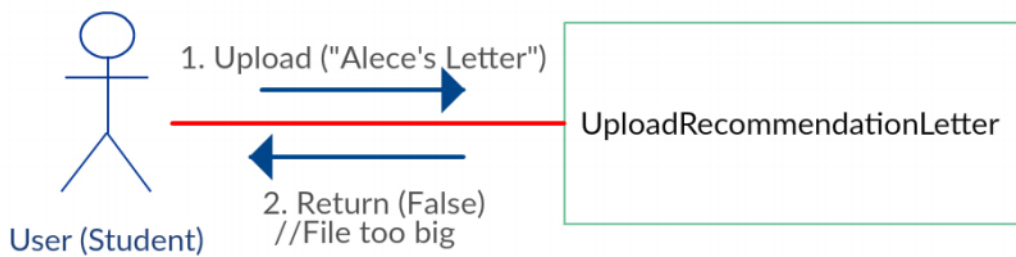 1. Upload ("Alece's Letter")
UploadRecommendationLetter
2. Return (False)
//File too big
User (Student)